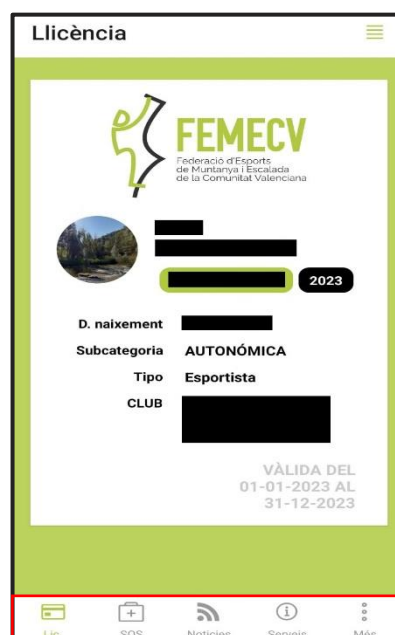 Llicència
FEMECV
Federació d'Esports
de Muntanya i Escalada
de la Comunitat Valenciana
2023
D. naixement
Subcategoria AUTONÓMICA
Tipo Esportista
CLUB
VÀLIDA DEL
01-01-2023 AL
31-12-2023
Lic SOS Notícies Serveis Més